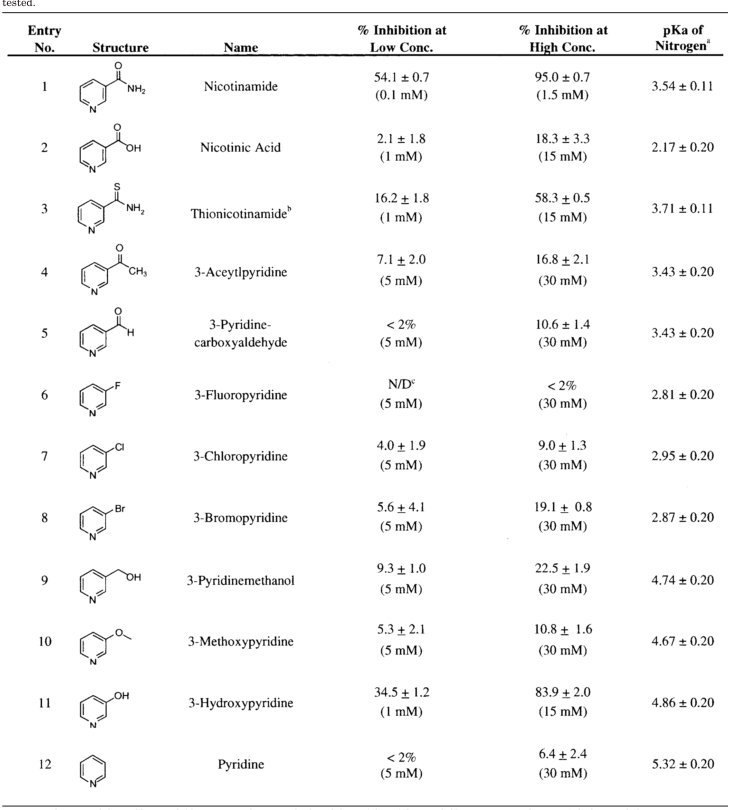 tested.
Entry No. Structure Name % Inhibition at Low Conc. % Inhibition at High Conc. pKa of Nitrogenª
O
NH₂
N
1 Nicotinamide 54.1 ± 0.7 (0.1 mM) 95.0 ± 0.7 (1.5 mM) 3.54 ± 0.11
O
OH
N
2 Nicotinic Acid 2.1 ± 1.8 (1 mM) 18.3 ± 3.3 (15 mM) 2.17 ± 0.20
S
NH₂
N
3 Thionicotinamideᵇ 16.2 ± 1.8 (1 mM) 58.3 ± 0.5 (15 mM) 3.71 ± 0.11
O
CH₃
N
4 3-Aceytlpyridine 7.1 ± 2.0 (5 mM) 16.8 ± 2.1 (30 mM) 3.43 ± 0.20
O
H
N
5 3-Pyridine-carboxyaldehyde < 2% (5 mM) 10.6 ± 1.4 (30 mM) 3.43 ± 0.20
F
N
6 3-Fluoropyridine N/Dᶜ (5 mM) < 2% (30 mM) 2.81 ± 0.20
Cl
N
7 3-Chloropyridine 4.0 ± 1.9 (5 mM) 9.0 ± 1.3 (30 mM) 2.95 ± 0.20
Br
N
8 3-Bromopyridine 5.6 ± 4.1 (5 mM) 19.1 ± 0.8 (30 mM) 2.87 ± 0.20
OH
N
9 3-Pyridinemethanol 9.3 ± 1.0 (5 mM) 22.5 ± 1.9 (30 mM) 4.74 ± 0.20
O
N
10 3-Methoxypyridine 5.3 ± 2.1 (5 mM) 10.8 ± 1.6 (30 mM) 4.67 ± 0.20
OH
N
11 3-Hydroxypyridine 34.5 ± 1.2 (1 mM) 83.9 ± 2.0 (15 mM) 4.86 ± 0.20
N
12 Pyridine < 2% (5 mM) 6.4 ± 2.4 (30 mM) 5.32 ± 0.20